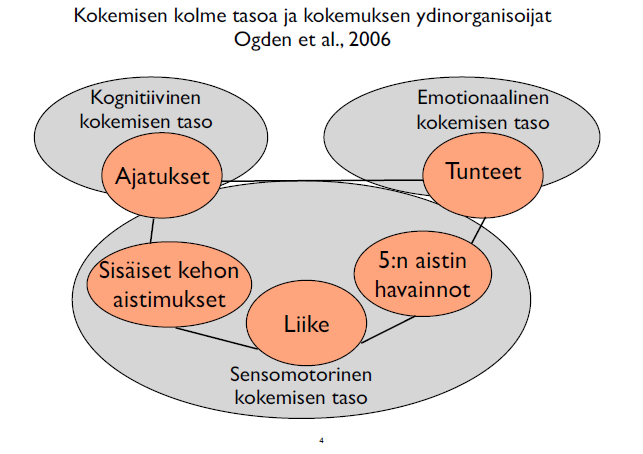 Kokemisen kolme tasoa ja kokemuksen ydinorganisoijat
Ogden et al., 2006
Kognitiivinen
kokemisen taso
Emotionaalinen
kokemisen taso
Ajatukset
Tunteet
Sisäiset kehon
aistimukset
5:n aistin
havainnot
Liike
Sensomotorinen
kokemisen taso
4